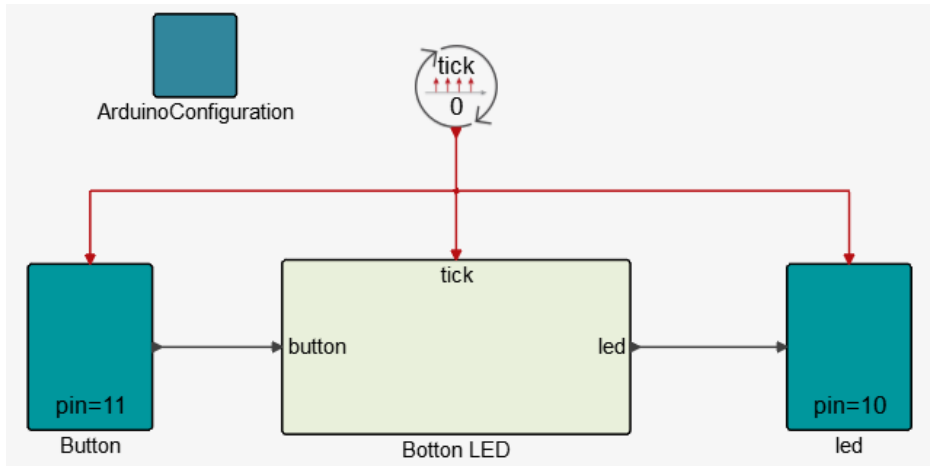 ArduinoConfiguration
tick
0
tick
button
led
pin=11
pin=10
Button
Botton LED
led